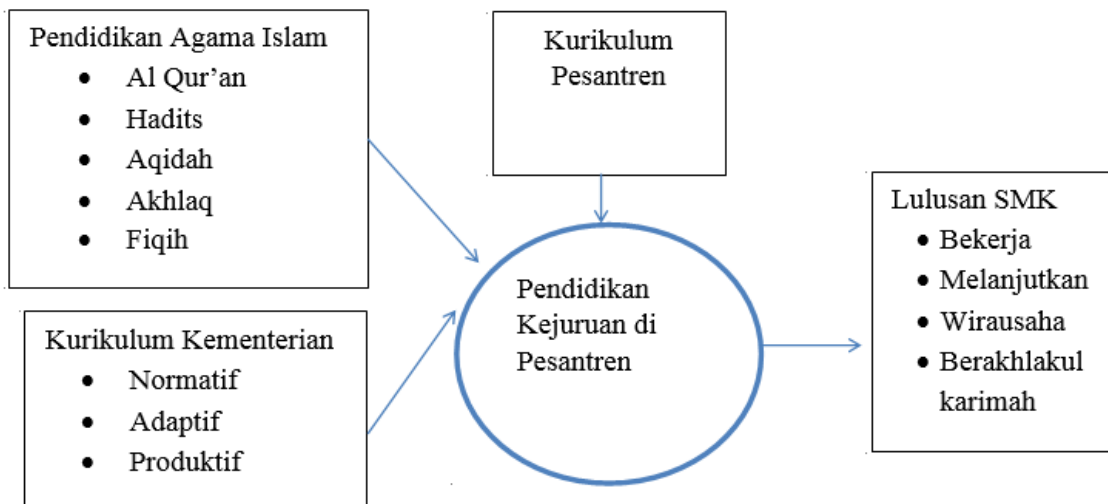 Pendidikan Agama Islam
• Al Qur’an
• Hadits
• Aqidah
• Akhlaq
• Fiqih
Kurikulum
Pesantren
Kurikulum Kementerian
• Normatif
• Adaptif
• Produktif
Pendidikan
Kejuruan di
Pesantren
Lulusan SMK
• Bekerja
• Melanjutkan
• Wirausaha
• Berakhlakul
karimah